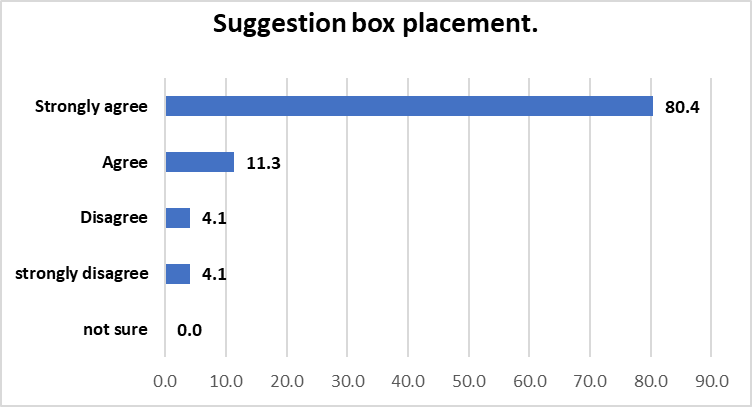 Suggestion box placement.
Strongly agree 80.4
Agree 11.3
Disagree 4.1
strongly disagree 4.1
not sure 0.0
0.0 10.0 20.0 30.0 40.0 50.0 60.0 70.0 80.0 90.0